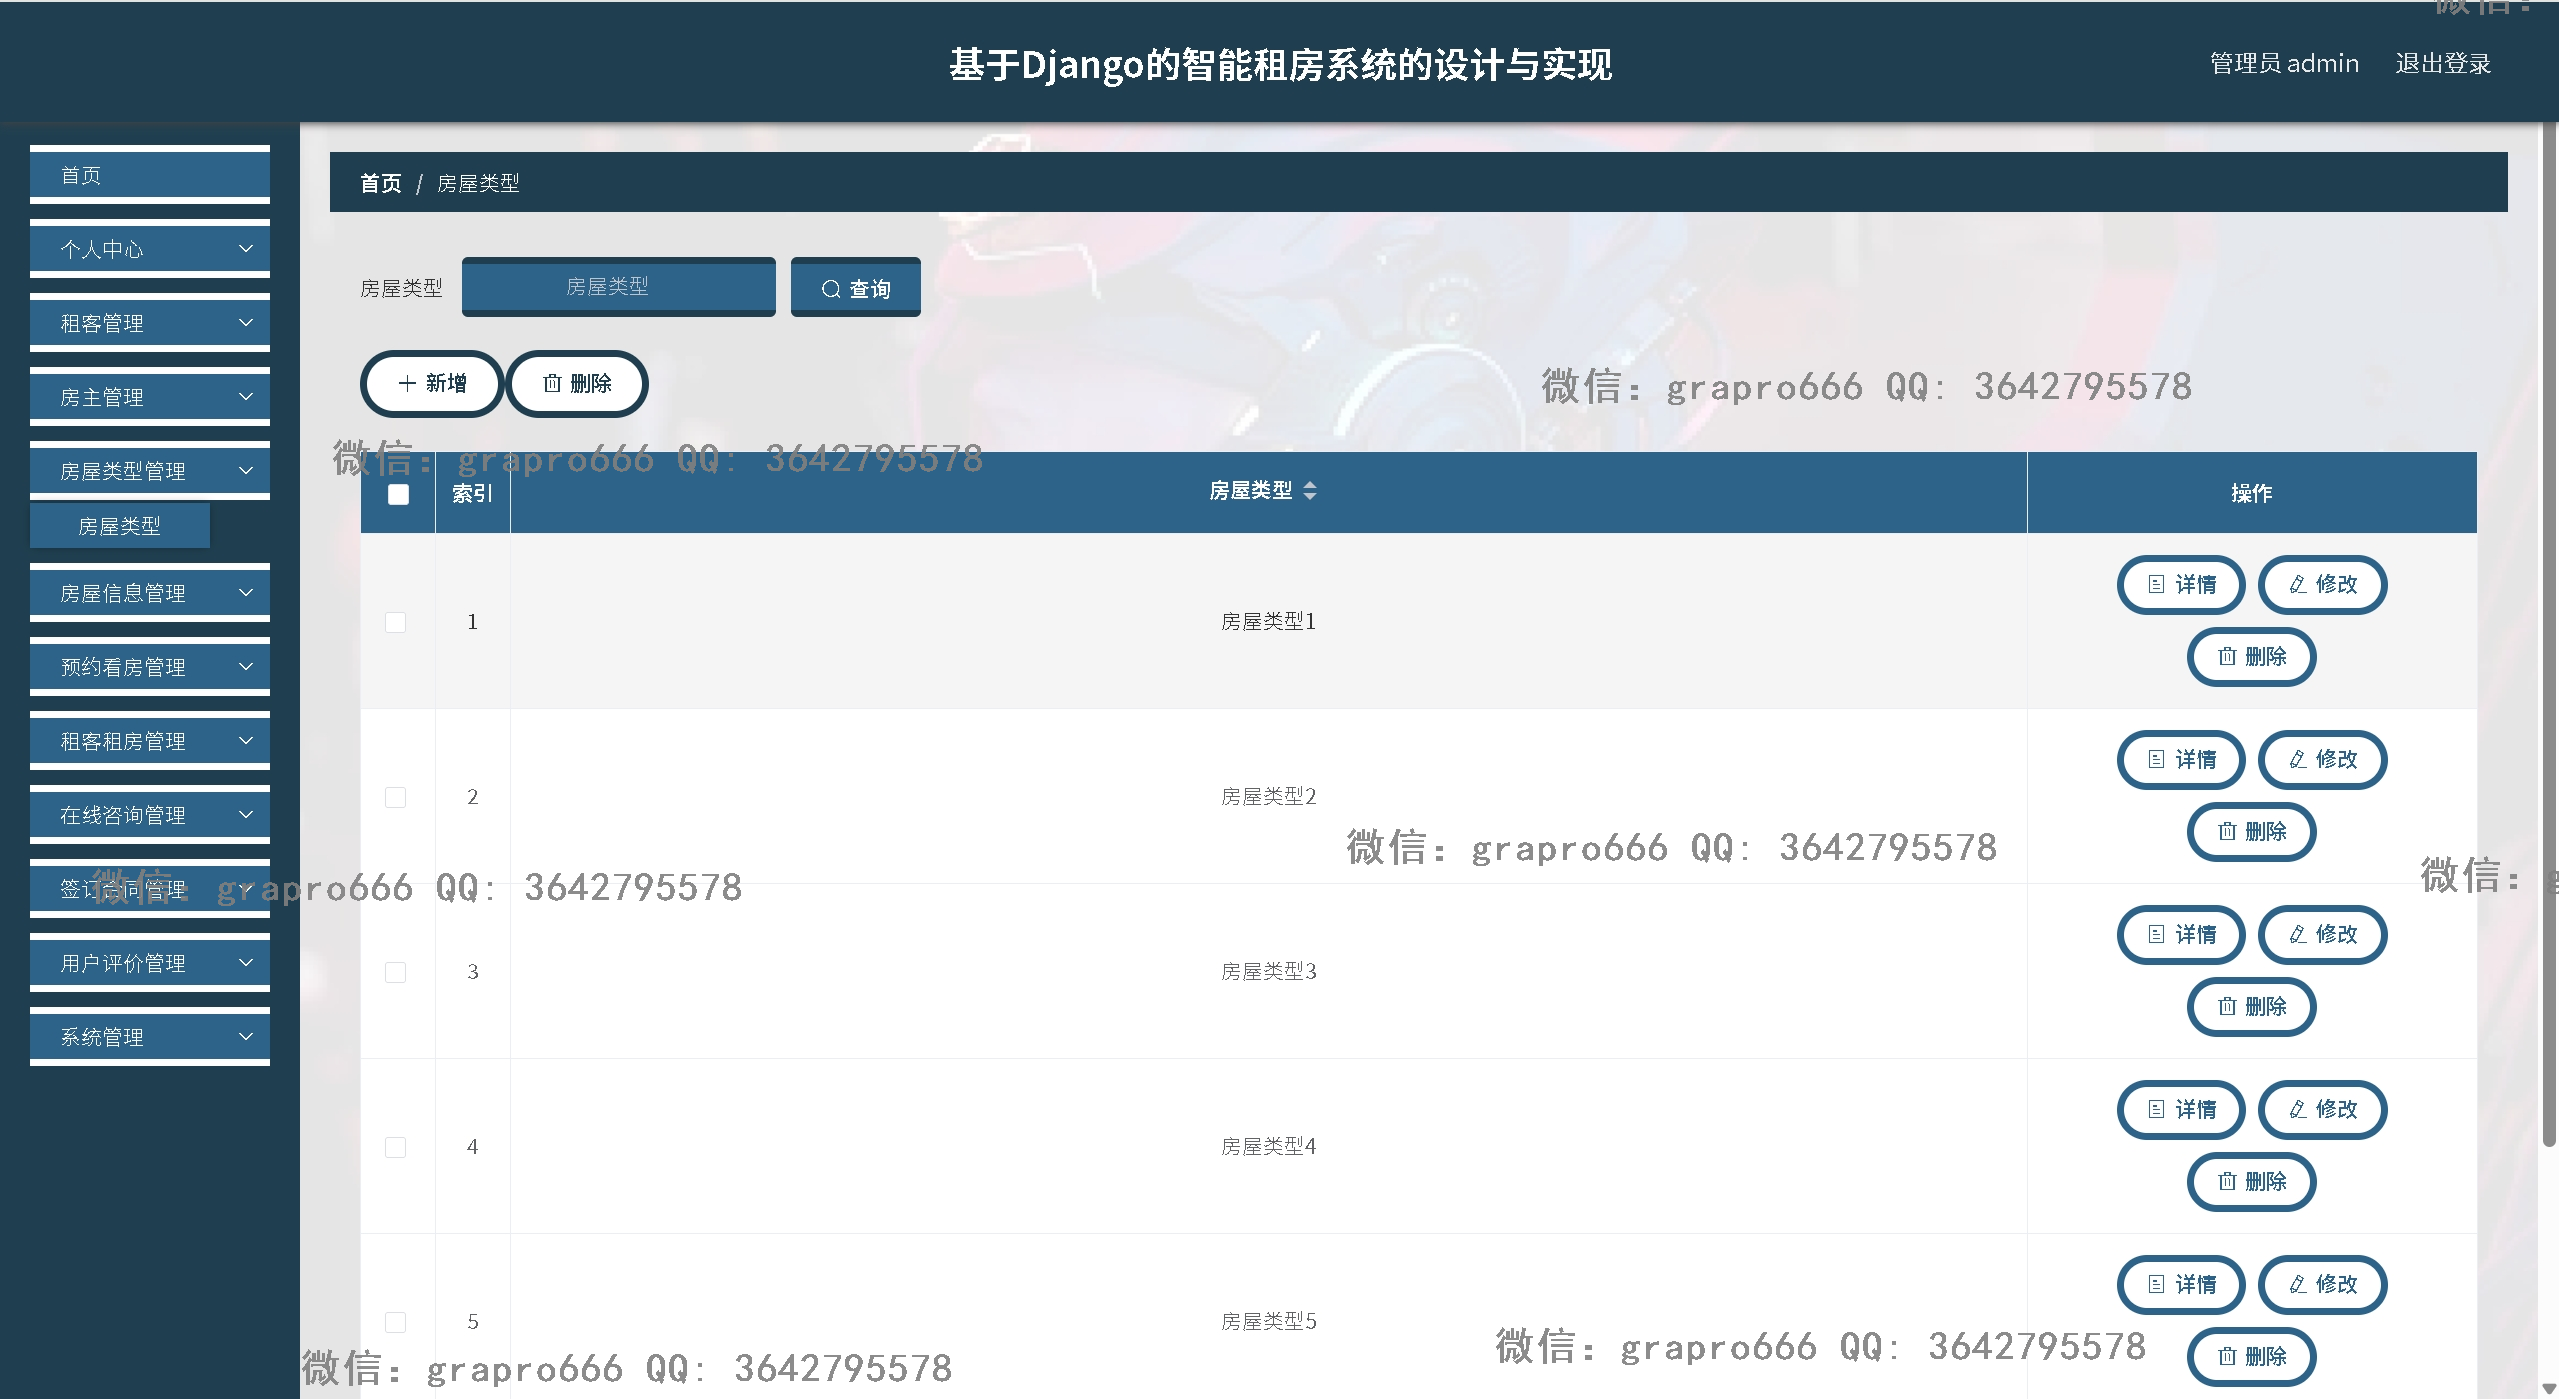 微信:
基于Django的智能租房系统的设计与实现
管理员 admin
退出登录
首页
个人中心
租客管理
房主管理
房屋类型管理
房屋类型
房屋信息管理
预约看房管理
租客租房管理
在线咨询管理
签订合同管理
用户评价管理
系统管理
首页 / 房屋类型
房屋类型
房屋类型
查询
新增
删除
微信: grapro666 QQ: 3642795578
微信: grapro666 QQ: 3642795578
索引
房屋类型
操作
1
房屋类型1
详情
修改
删除
2
房屋类型2
详情
修改
删除
微信: grapro666 QQ: 3642795578
微信: grapro666 QQ: 3642795578
微信: g
3
房屋类型3
详情
修改
删除
4
房屋类型4
详情
修改
删除
5
房屋类型5
详情
修改
删除
微信: grapro666 QQ: 3642795578
微信: grapro666 QQ: 3642795578